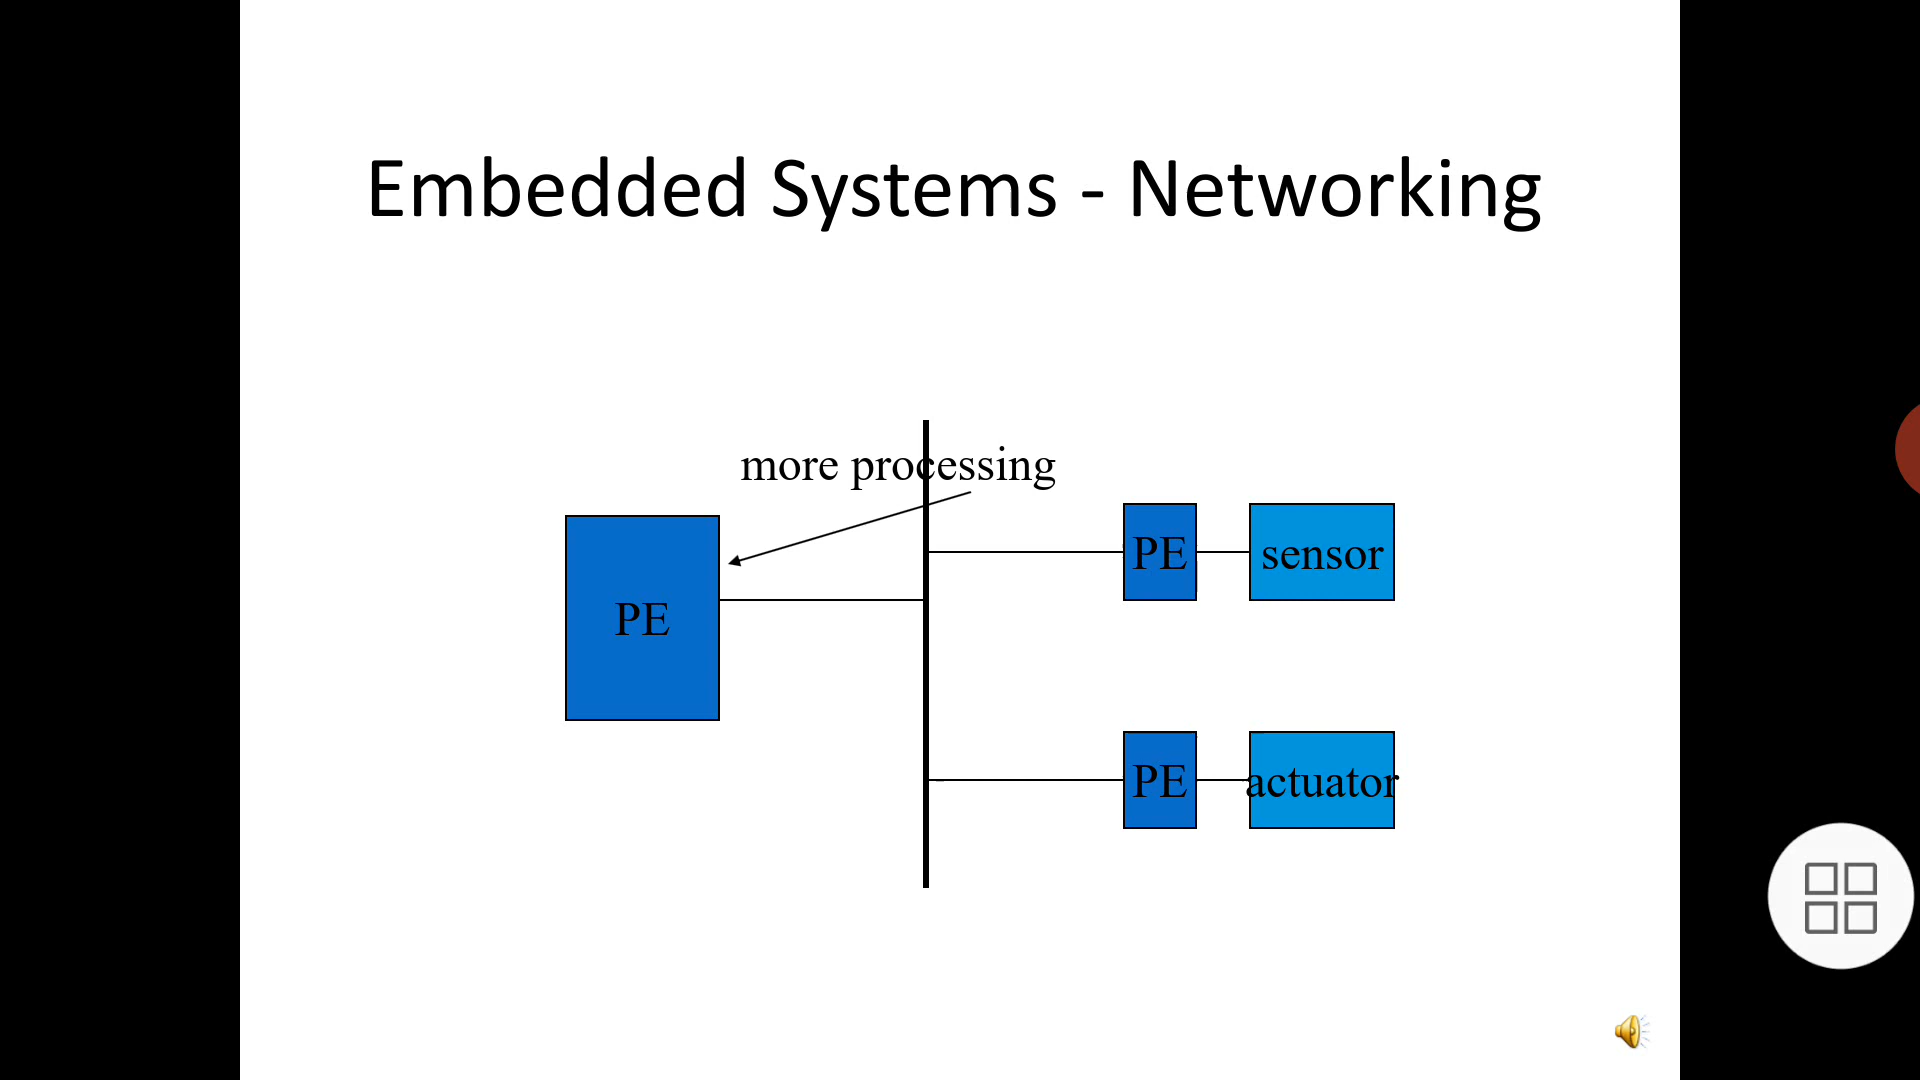 Embedded Systems - Networking
more processing
PE
PE
sensor
PE
actuator